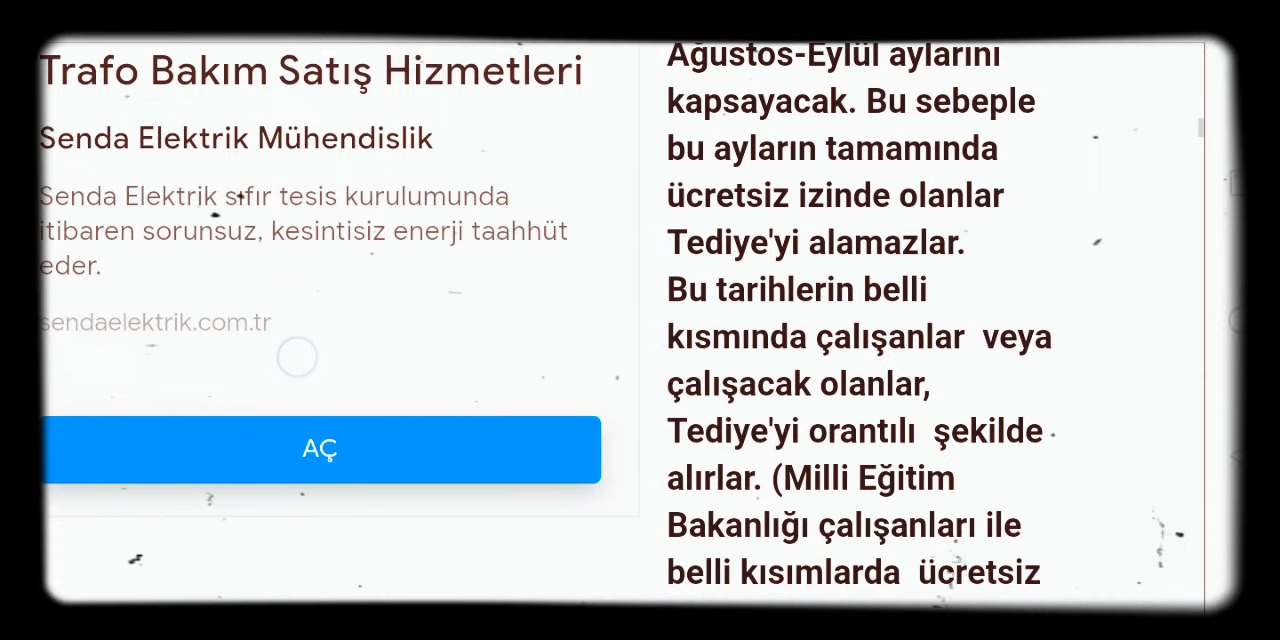 Trafo Bakım Satış Hizmetleri
Senda Elektrik Mühendislik
Senda Elektrik sıfır tesis kurulumunda
itibaren sorunsuz, kesintisiz enerji taahhüt
eder.
sendaelektrik.com.tr
AÇ
Ağustos-Eylül aylarını
kapsayacak. Bu sebeple
bu ayların tamamında
ücretsiz izinde olanlar
Tediye'yi alamazlar.
Bu tarihlerin belli
kısmında çalışanlar veya
çalışacak olanlar,
Tediye'yi orantılı şekilde
alırlar. (Milli Eğitim
Bakanlığı çalışanları ile
belli kısımlarda ücretsiz